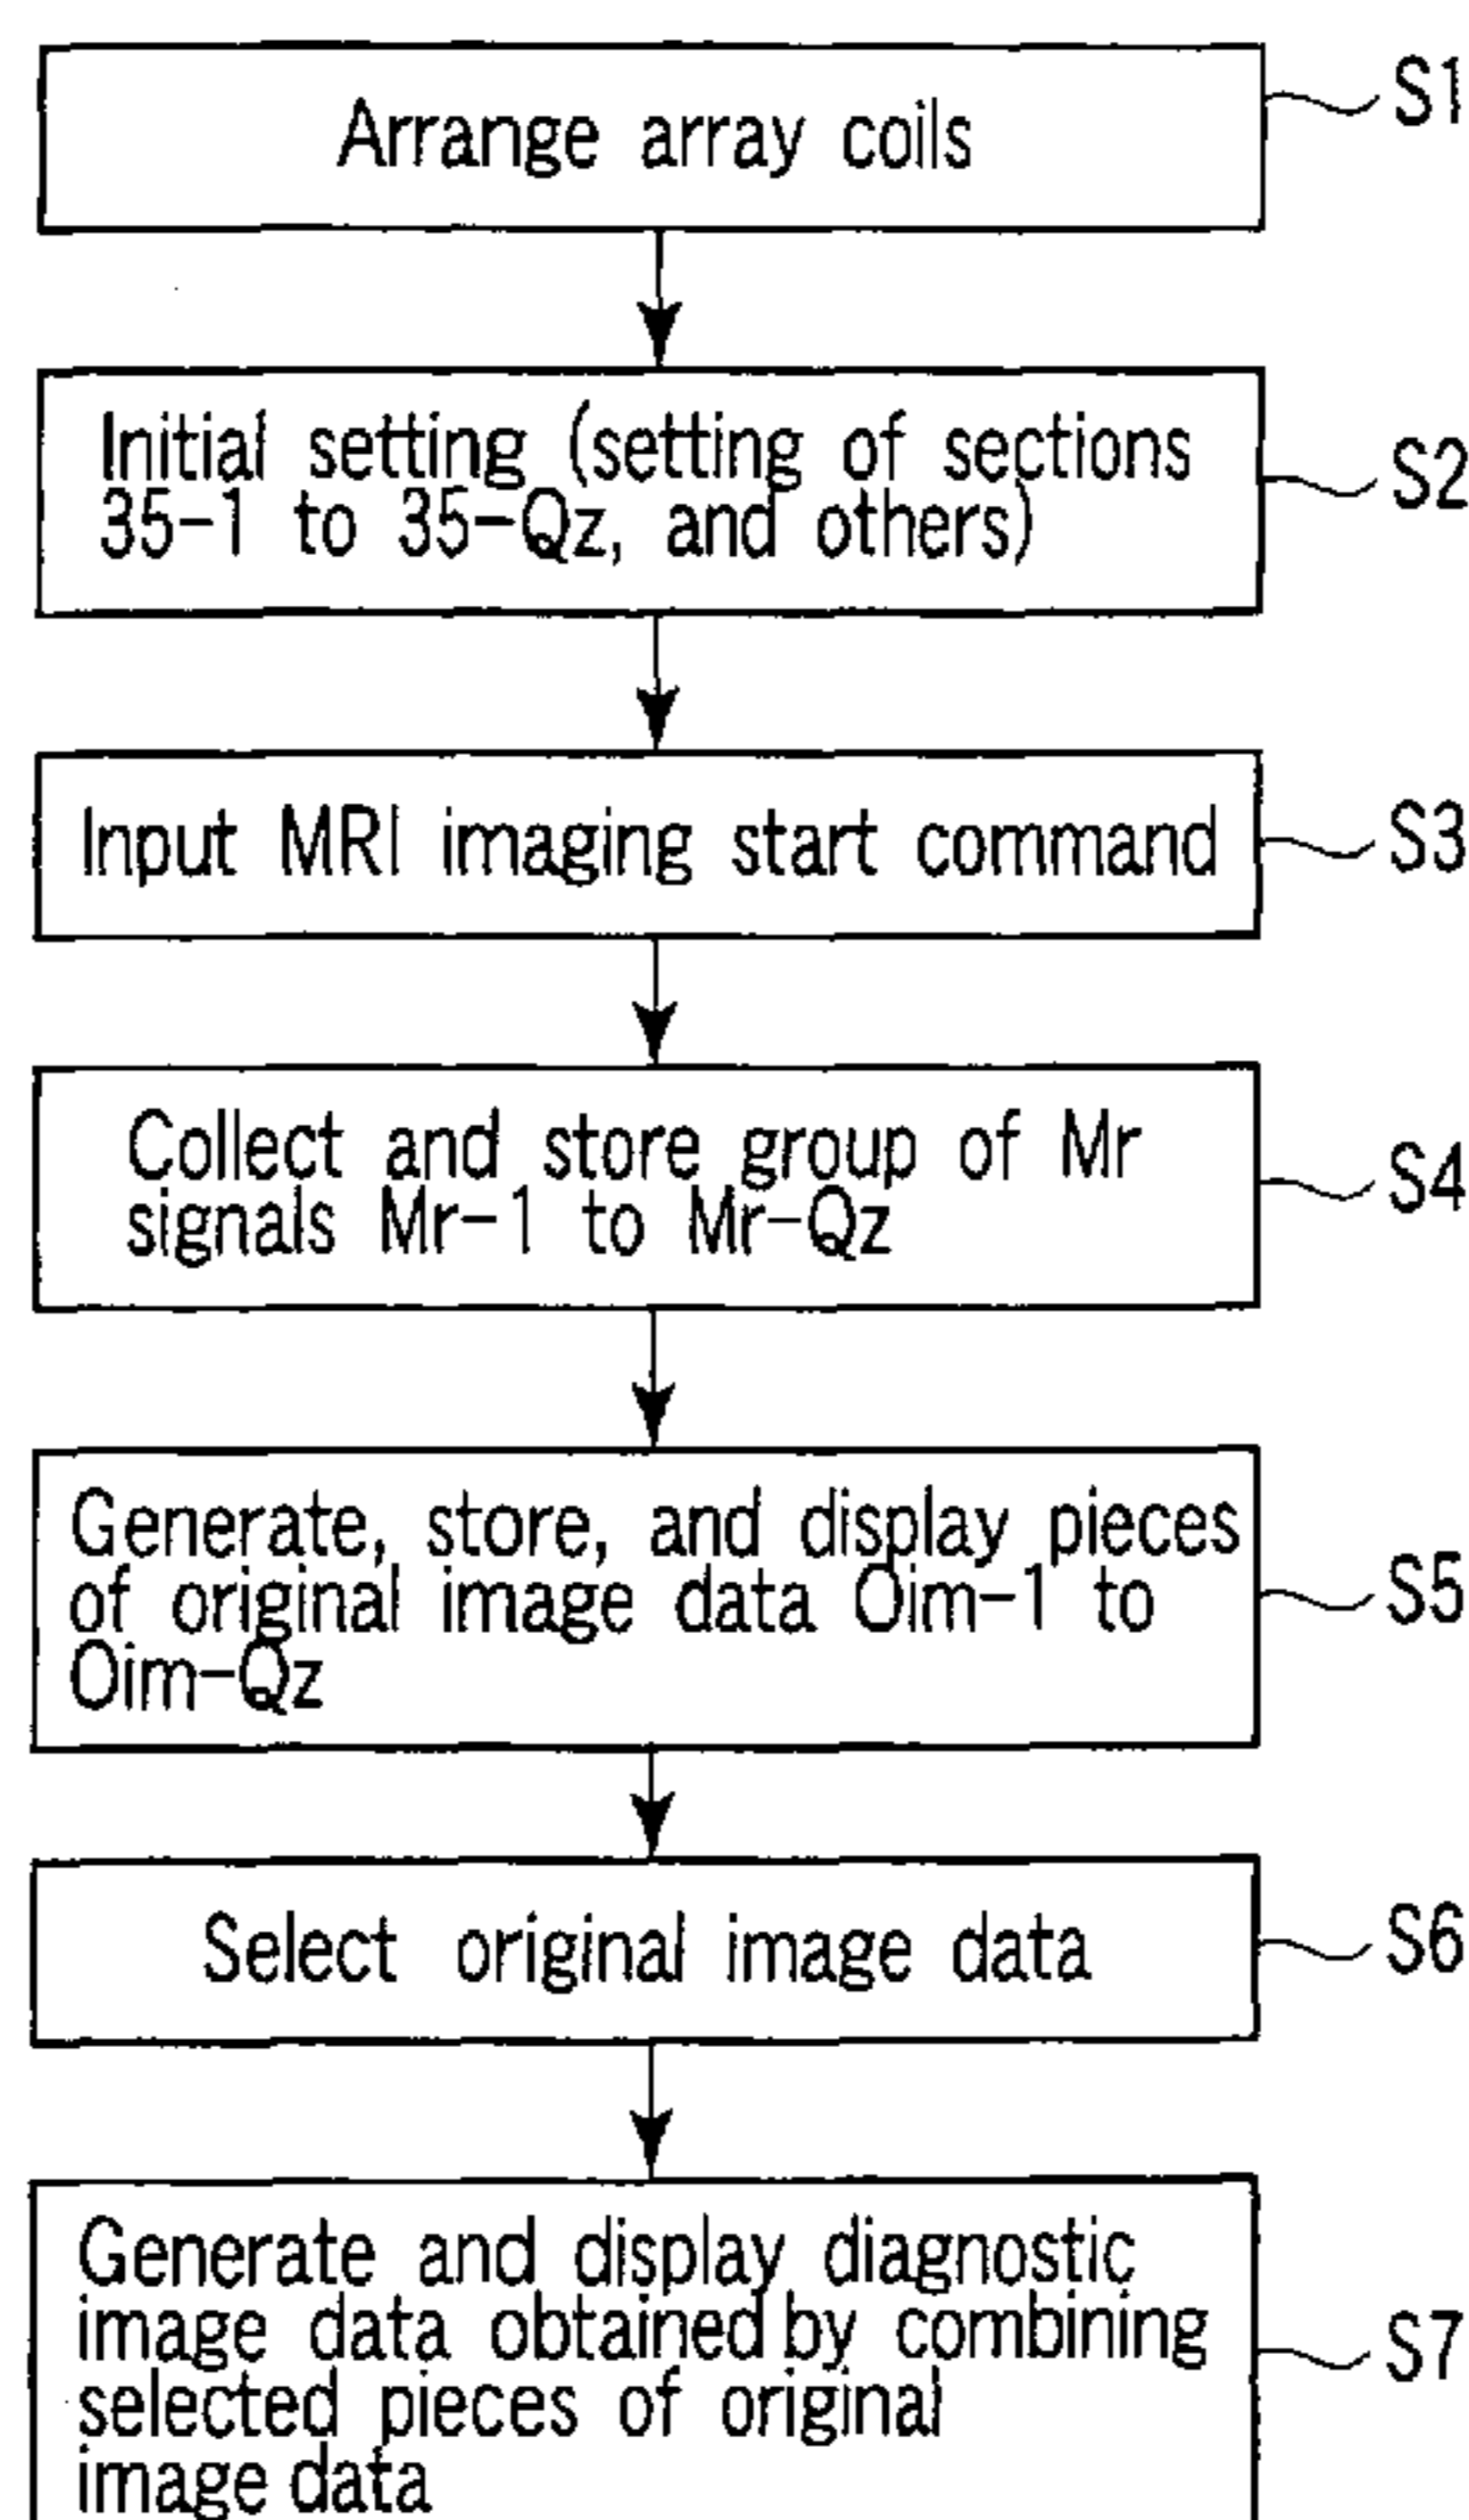 Arrange array coils
S1
Initial setting (setting of sections
35-1 to 35-Qz, and others)
S2
Input MRI imaging start command
S3
Collect and store group of Mr
signals Mr-1 to Mr-Qz
S4
Generate, store, and display pieces
of original image data Oim-1 to
Oim-Qz
S5
Select original image data
S6
Generate and display diagnostic
image data obtained by combining
selected pieces of original
image data
S7